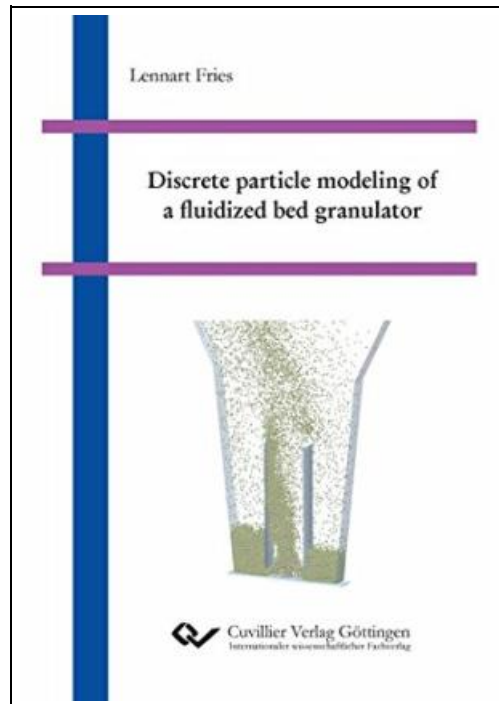 Lennart Fries
Discrete particle modeling of
a fluidized bed granulator
Cuvillier Verlag Göttingen
Internationaler wissenschaftlicher Fachverlag